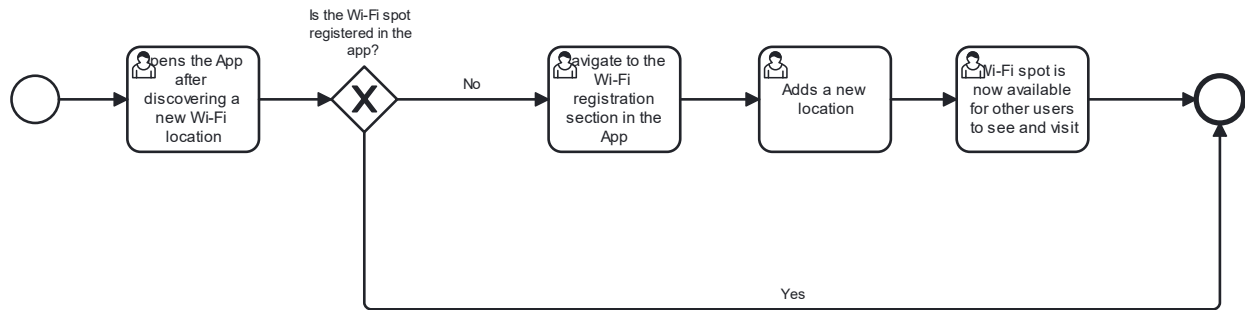 Is the Wi-Fi spot
registered in the
app?
pens the App
after
discovering a
new Wi-Fi
location
No
avigate to the
Wi-Fi
registration
section in the
App
Adds a new
location
Wi-Fi spot is
now available
for other users
to see and visit
Yes